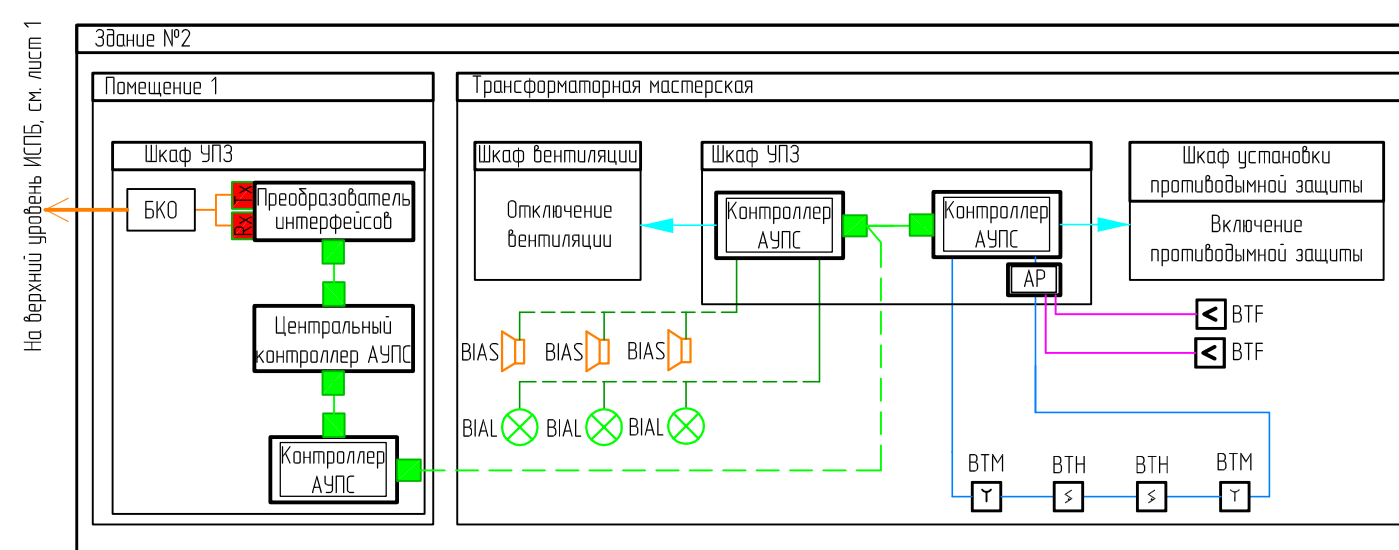 На верхний уровень ИСПБ, см. лист 1
Здание №2
Помещение 1
Шкаф УПЗ
БКО
TX
RX
Преобразователь
интерфейсов
Центральный
контроллер АУПС
Контроллер
АУПС
Трансформаторная мастерская
Шкаф вентиляции
Отключение
вентиляции
Шкаф УПЗ
Контроллер
АУПС
Контроллер
АУПС
АР
Шкаф установки
противодымной защиты
Включение
противодымной защиты
BTF
BTF
BIAS
BIAS
BIAS
BIAL
BIAL
BIAL
BTM
BTH
BTH
BTM